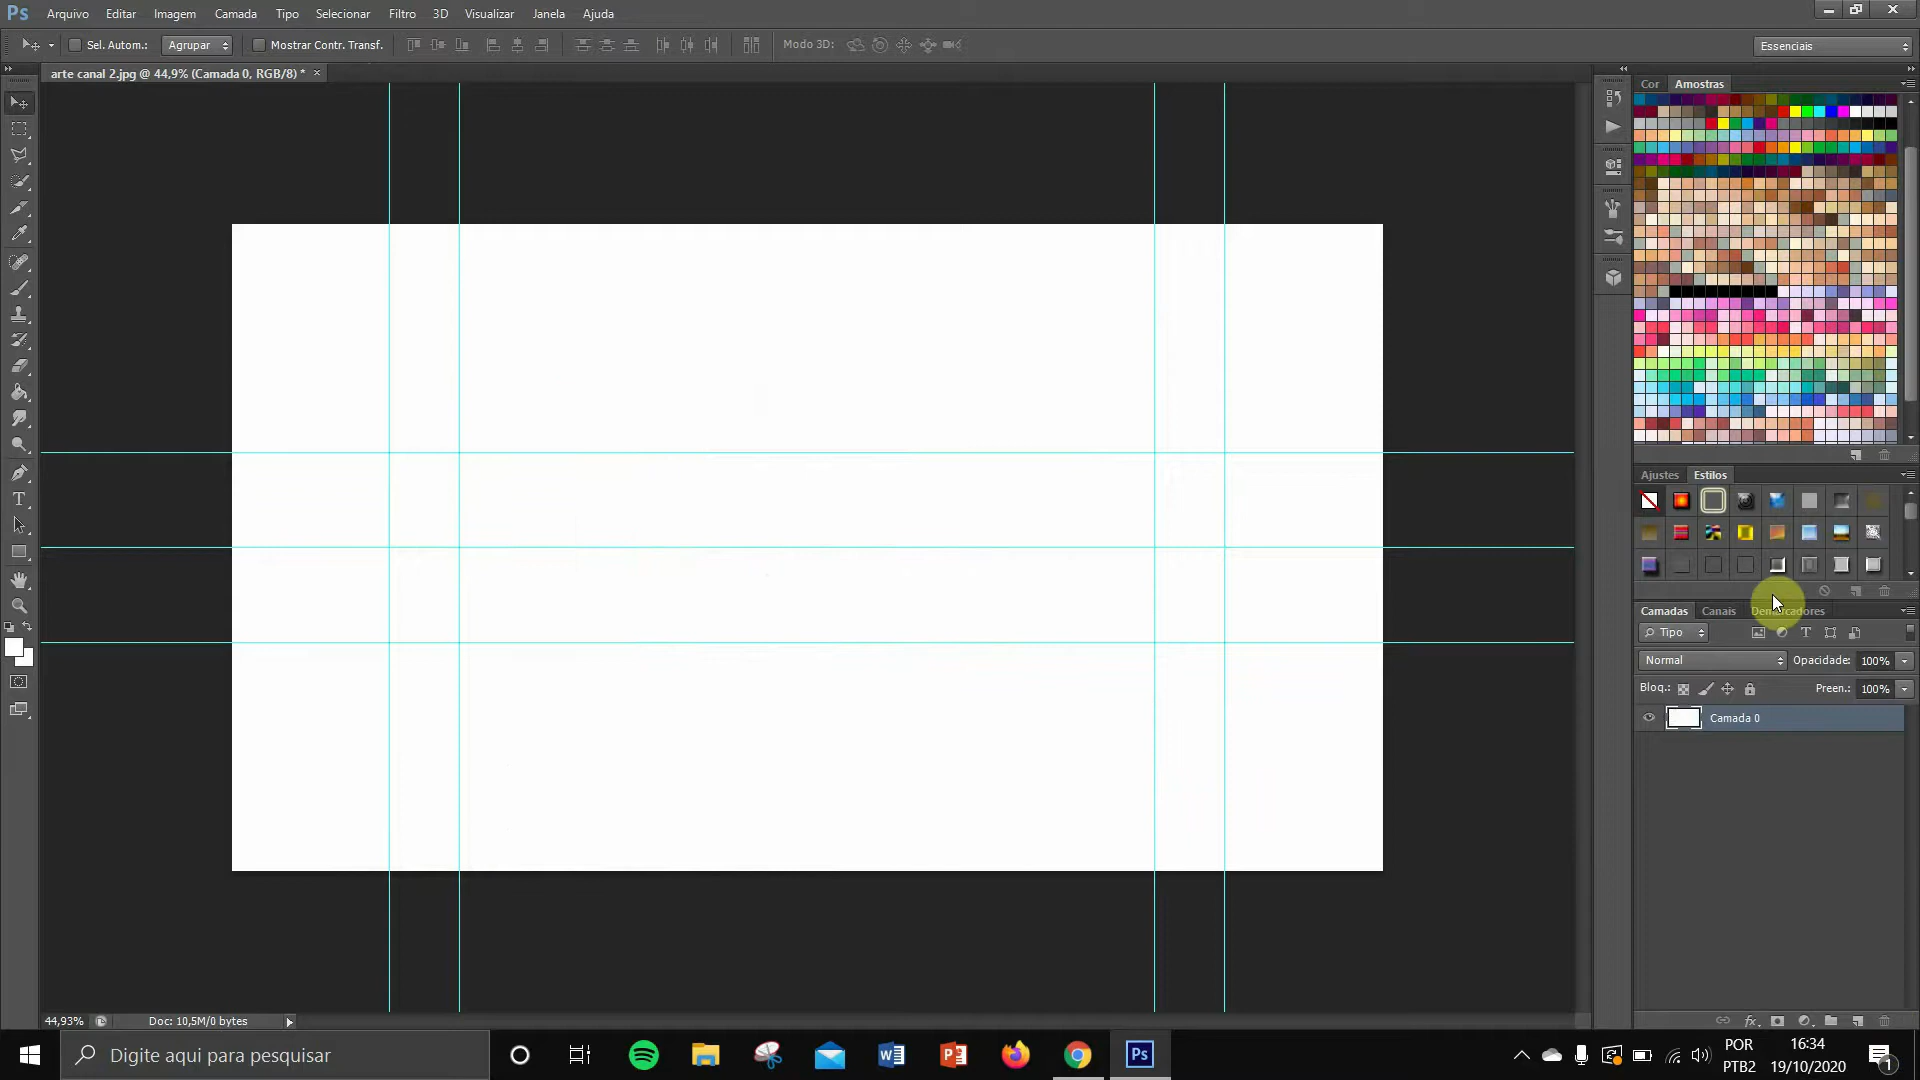 Ps Arquivo Editar Imagem Camada Tipo Selecionar Filtro 3D Visualizar Janela Ajuda
Sel. Autom.: Agrupar Mostrar Contr. Transf. Modo 3D: Essenciais
arte canal 2.jpg @ 44,9% (Camada 0, RGB/8) * ×
Cor Amostras
Ajustes Estilos
Camadas Canais Demarcadores
Tipo
Normal Opacidade: 100%
Bloq.: Preen.: 100%
Camada 0
44,93% Doc: 10,5M/0 bytes
Digite aqui para pesquisar
POR
PTB2
16:34
19/10/2020
1